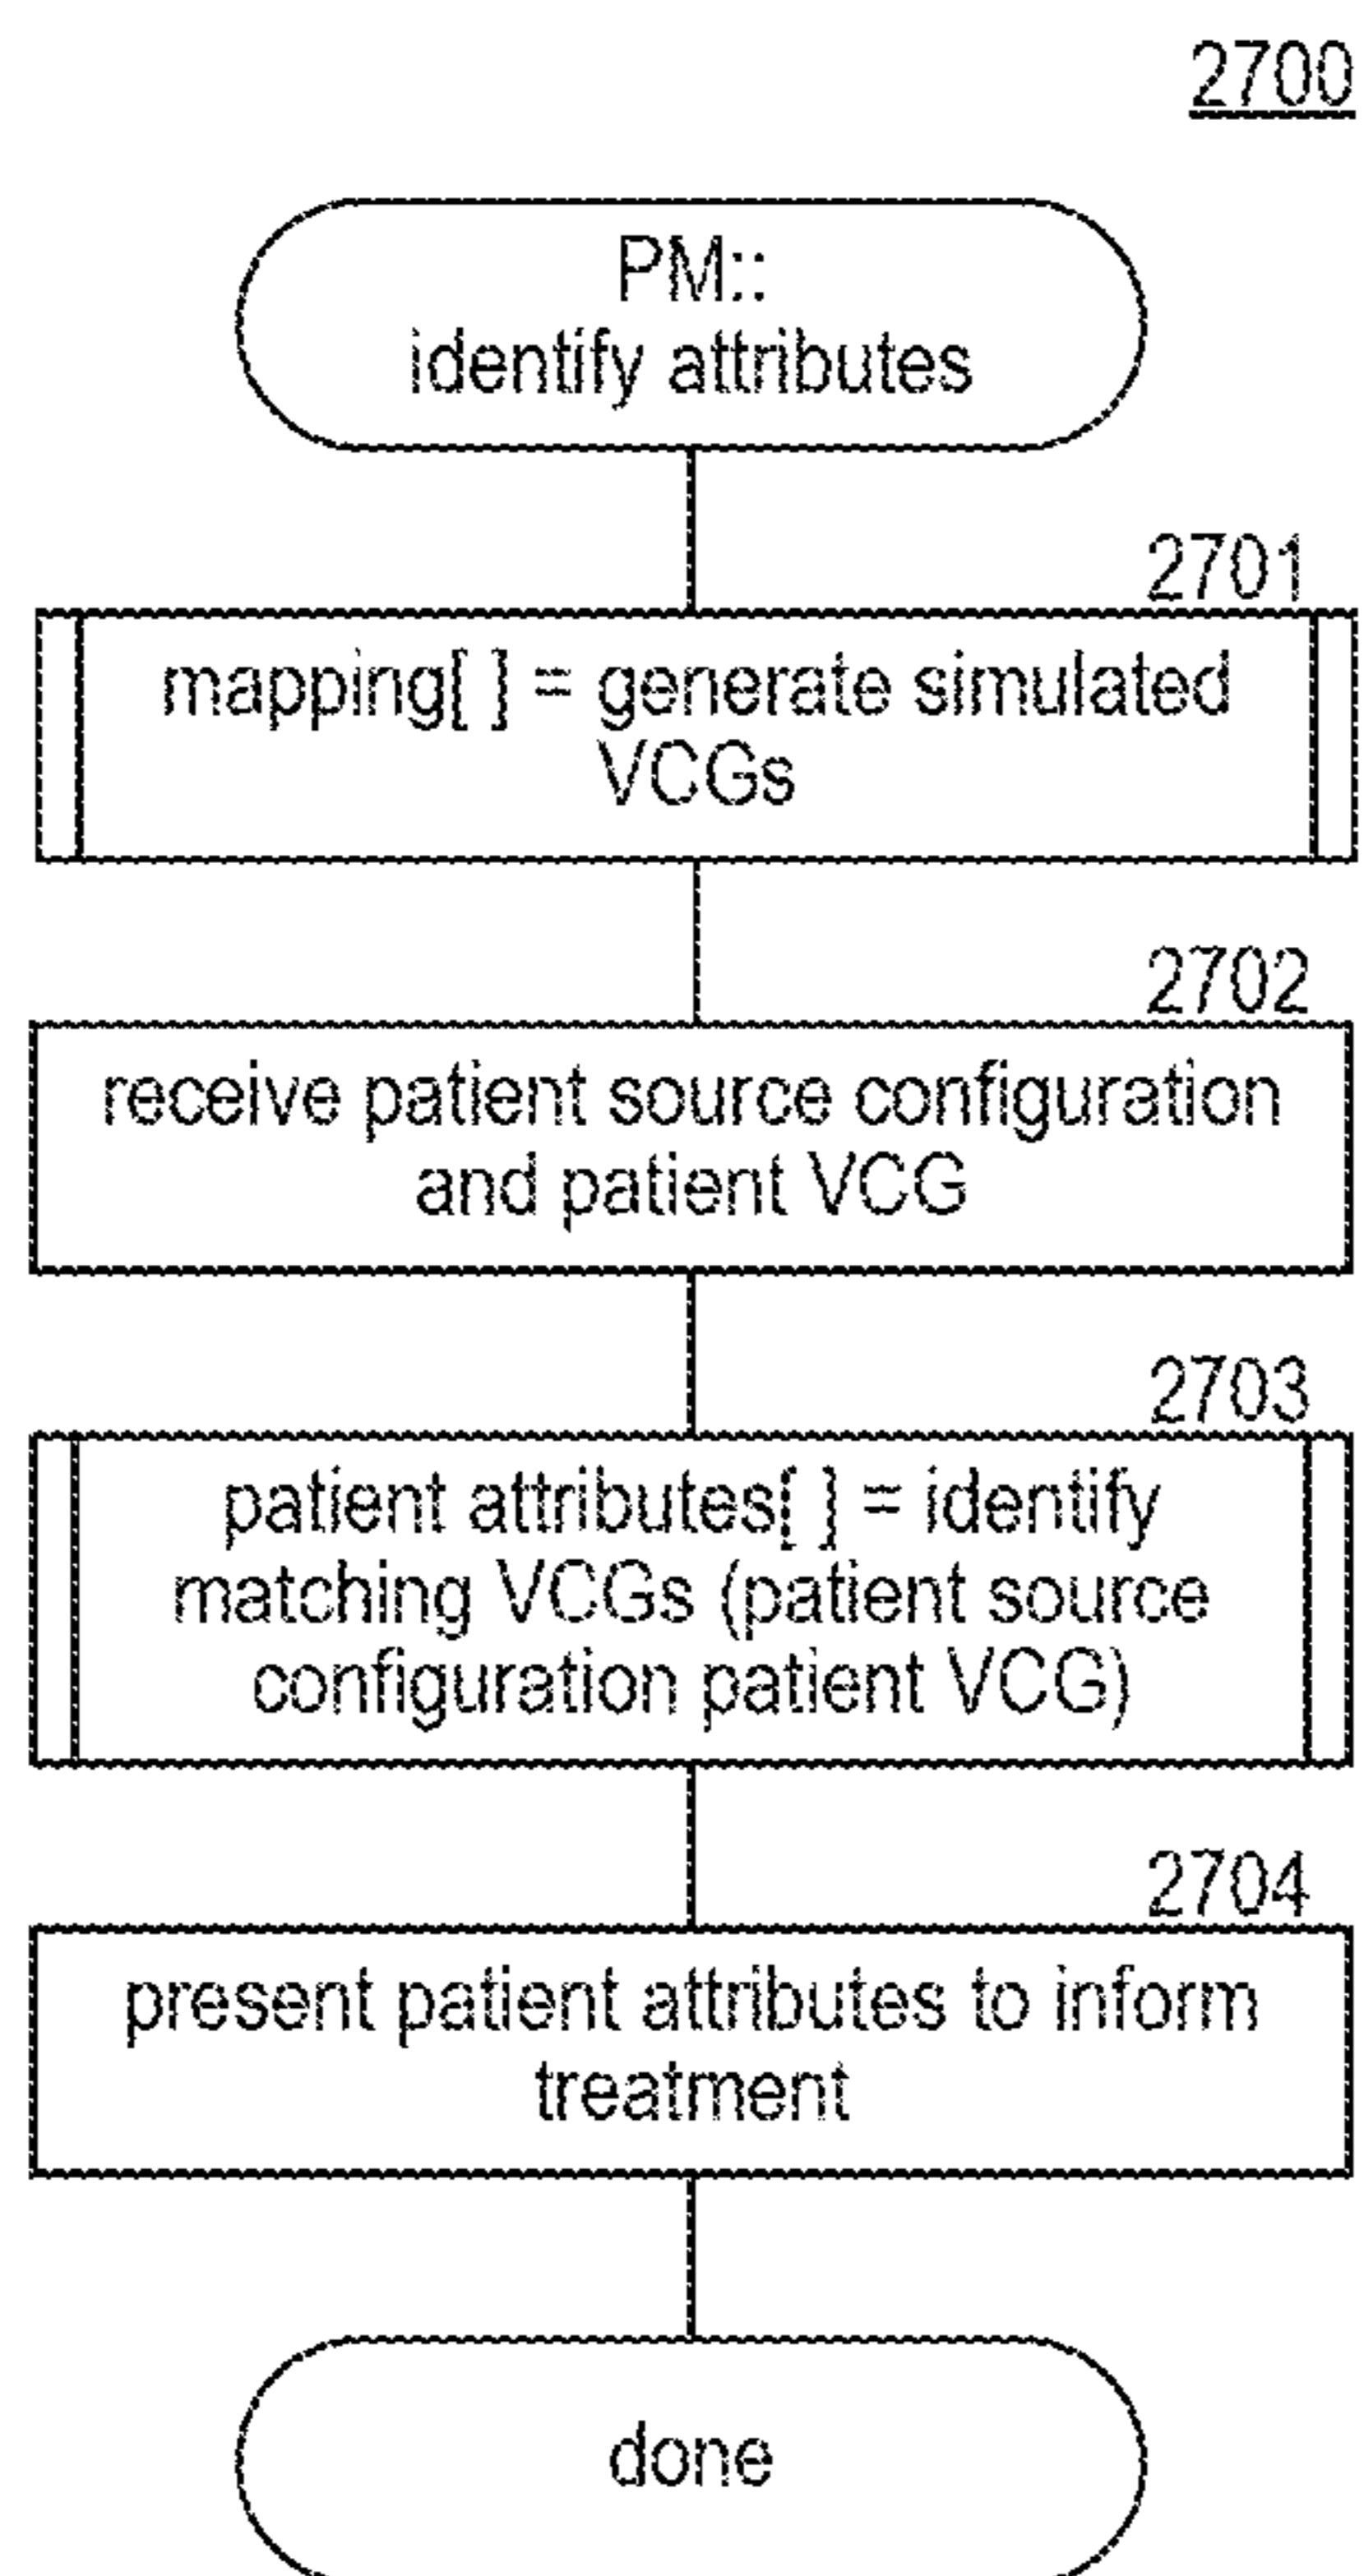 2700
PM::
identify attributes
2701
mapping[ ] = generate simulated
VCGs
2702
receive patient source configuration
and patient VCG
2703
patient attributes[ ] = identify
matching VCGs (patient source
configuration patient VCG)
2704
present patient attributes to inform
treatment
done